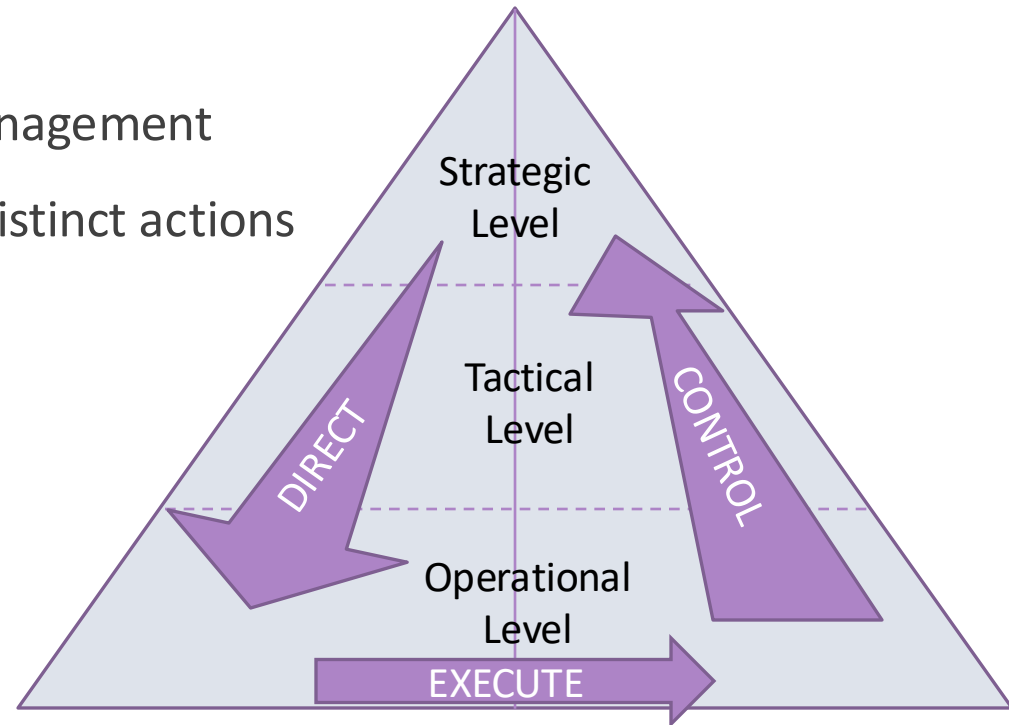 nagement
istinct actions
Strategic
Level
Tactical
Level
DIRECT
CONTROL
Operational
Level
EXECUTE